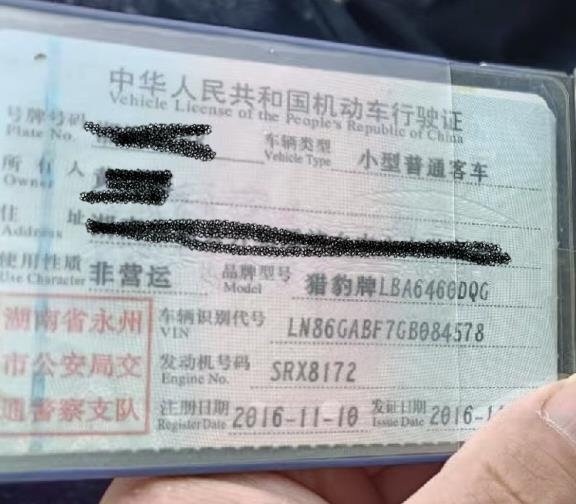 中华人民共和国机动车行驶证
Vehicle License of the People's Republic of China
号牌号码 车辆类型 小型普通客车
Plate No. Vehicle Type
所有人
Owner
住址
Address
使用性质 非营运 品牌型号 猎豹牌LBA6460DQG
Use Character Model
湖南省永州 车辆识别代号 LN86GABF7GB084578
VIN
市公安局交 发动机号码 SRX8172
Engine No.
通警察支队 注册日期 2016-11-10 发证日期 2016-1
Register Date Issue Date